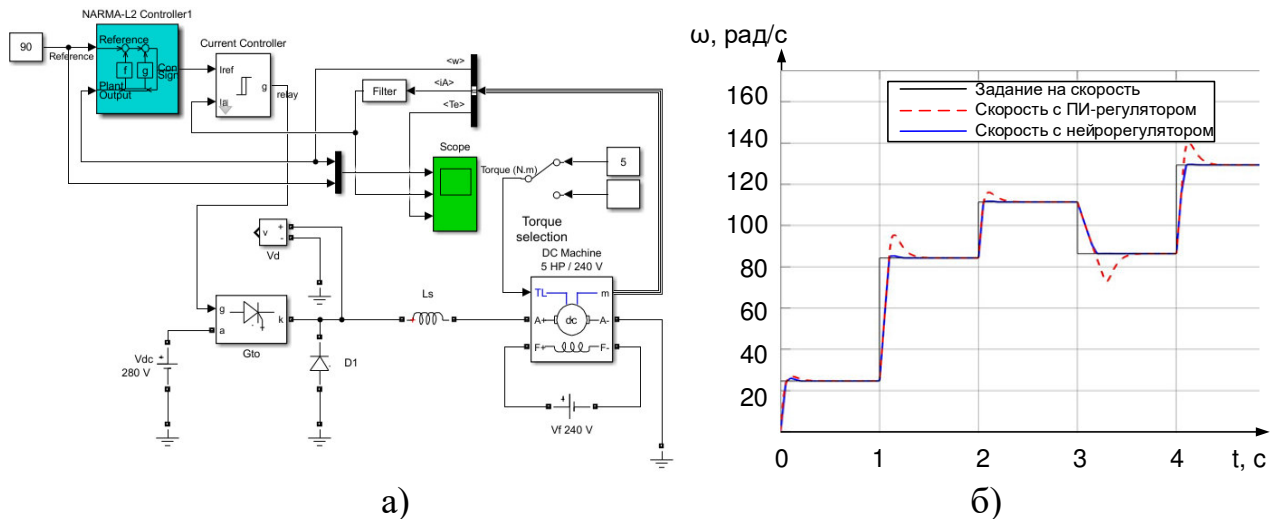 NARMA-L2 Controller1
90
Reference
Reference
f
g
Plant
Output
Current Controller
Iref
Ia
g
relay
<w>
<iA>
<Te>
Filter
Scope
Torque (N.m)
5
Torque
selection
v
+
-
Vd
DC Machine
5 HP / 240 V
TL
m
A+
dc
A-
F+
F-
Ls
g
a
k
Gto
Vdc
280 V
+
D1
+
Vf 240 V
а)
ω, рад/с
Задание на скорость
Скорость с ПИ-регулятором
Скорость с нейрорегулятором
160
140
120
100
80
60
40
20
0
1
2
3
4
t, с
б)